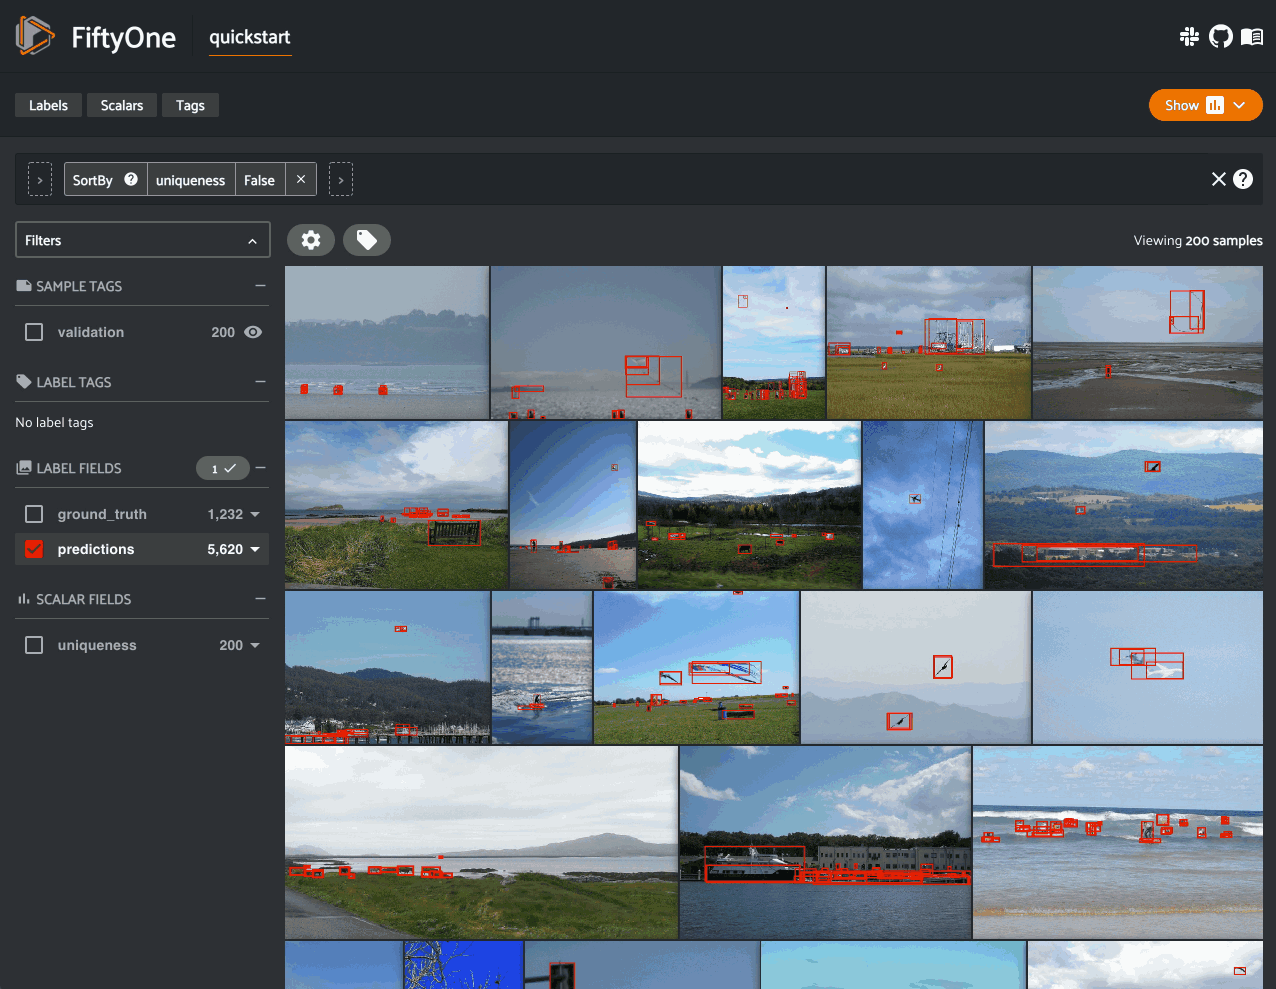 FiftyOne quickstart
Labels Scalars Tags Show
SortBy ? uniqueness False ?
Filters Viewing 200 samples
SAMPLE TAGS
validation 200
LABEL TAGS
No label tags
LABEL FIELDS 1
ground_truth 1,232
predictions 5,620
SCALAR FIELDS
uniqueness 200